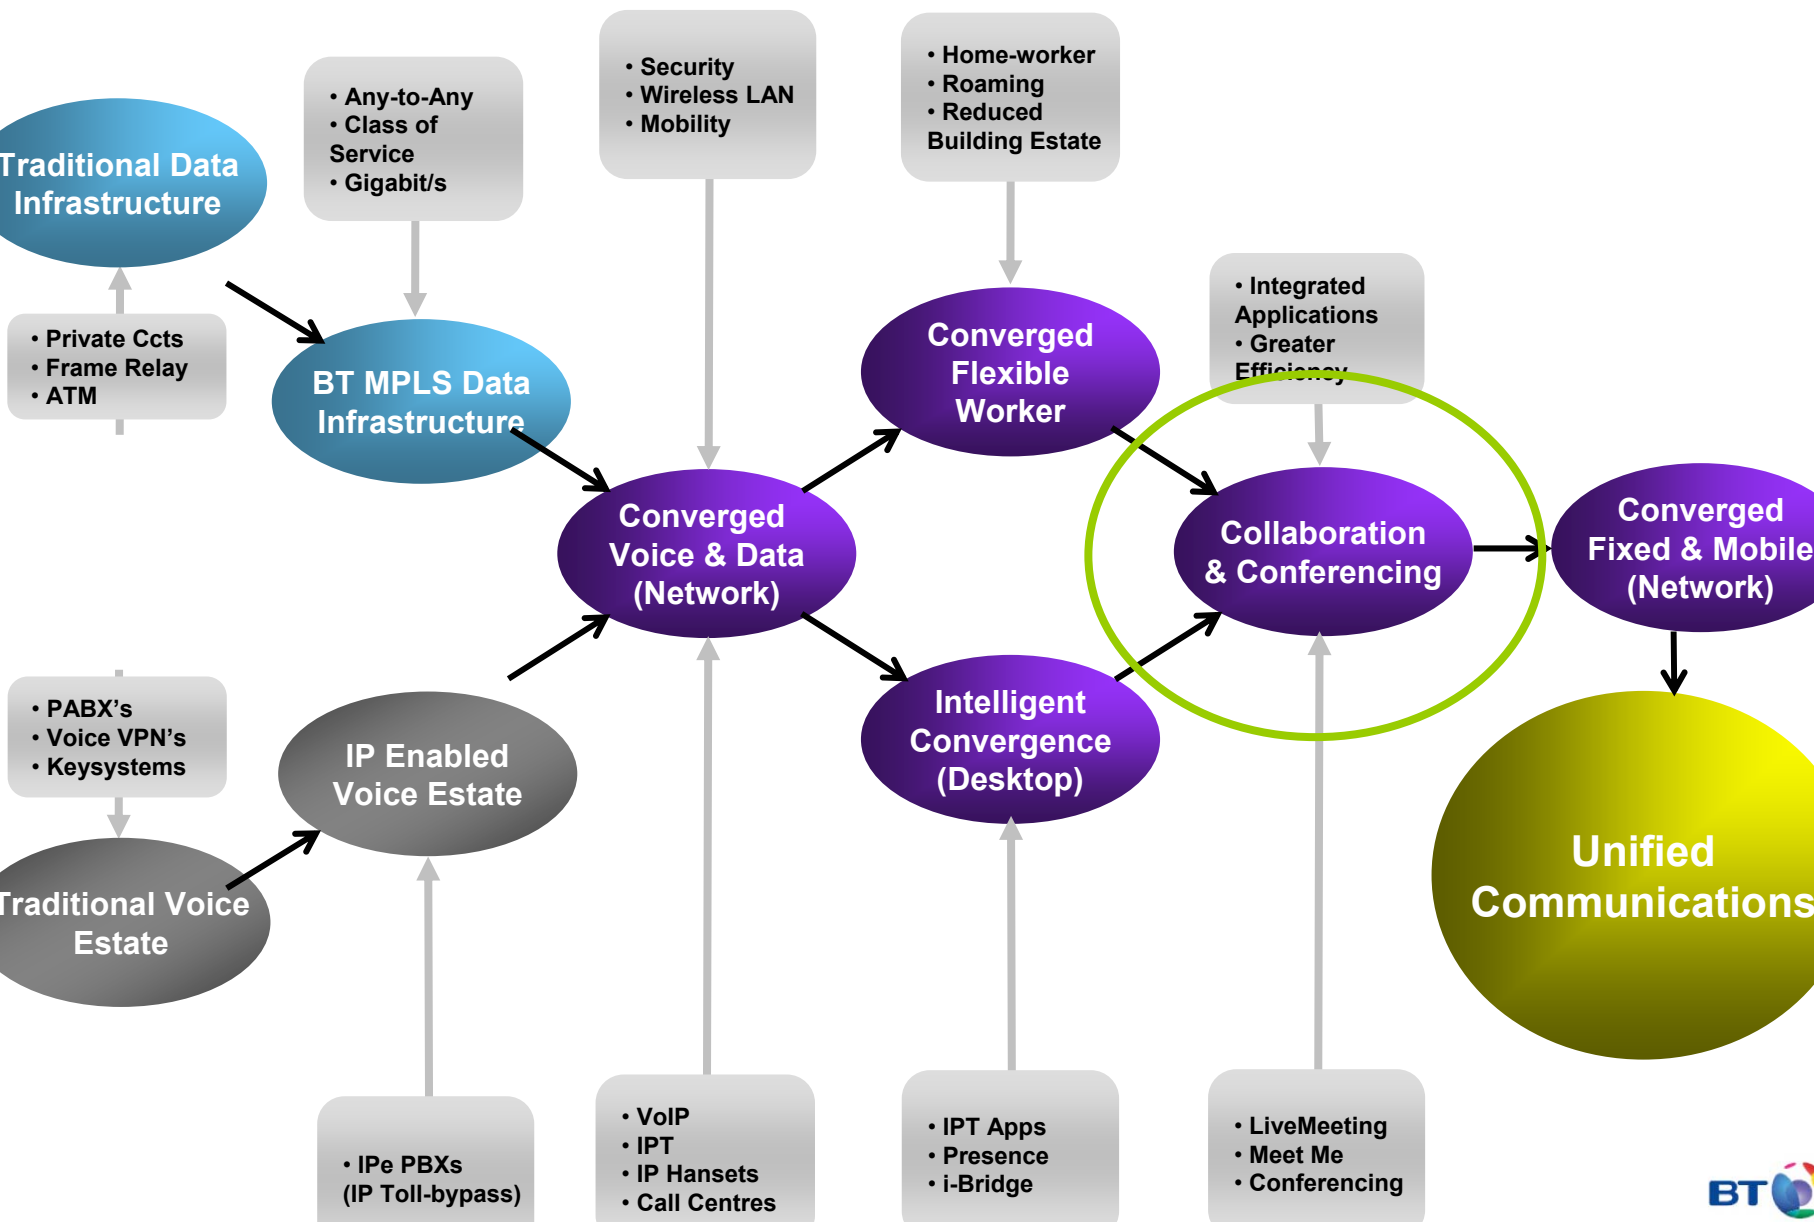 • Security
• Wireless LAN
• Mobility
• Home-worker
• Roaming
• Reduced
Building Estate
• Any-to-Any
• Class of
Service
• Gigabit/s
Traditional Data
Infrastructure
• Private Ccts
• Frame Relay
• ATM
BT MPLS Data
Infrastructure
Converged
Flexible
Worker
• Integrated
Applications
• Greater
Efficiency
Converged
Voice & Data
(Network)
Collaboration
& Conferencing
Converged
Fixed & Mobile
(Network)
• PABX's
• Voice VPN's
• Keysystems
IP Enabled
Voice Estate
Intelligent
Convergence
(Desktop)
Traditional Voice
Estate
Unified
Communications
• IPe PBXs
(IP Toll-bypass)
• VoIP
• IPT
• IP Hansets
• Call Centres
• IPT Apps
• Presence
• i-Bridge
• LiveMeeting
• Meet Me
• Conferencing
BT